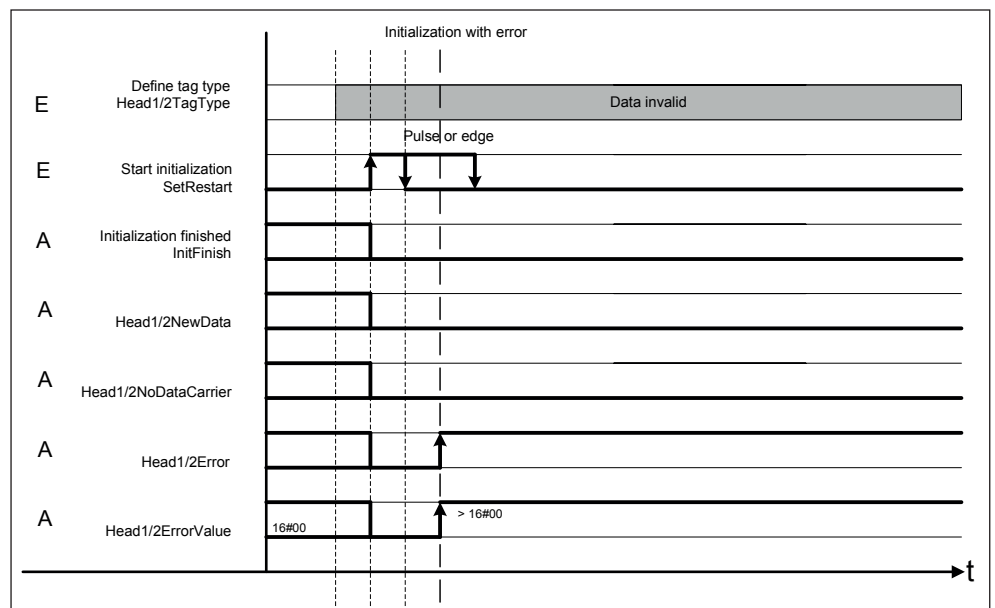 Initialization with error
E
Define tag type
Head1/2TagType
Data invalid
Pulse or edge
E
Start initialization
SetRestart
A
Initialization finished
InitFinish
A
Head1/2NewData
A
Head1/2NoDataCarrier
A
Head1/2Error
A
Head1/2ErrorValue
16#00
> 16#00
t